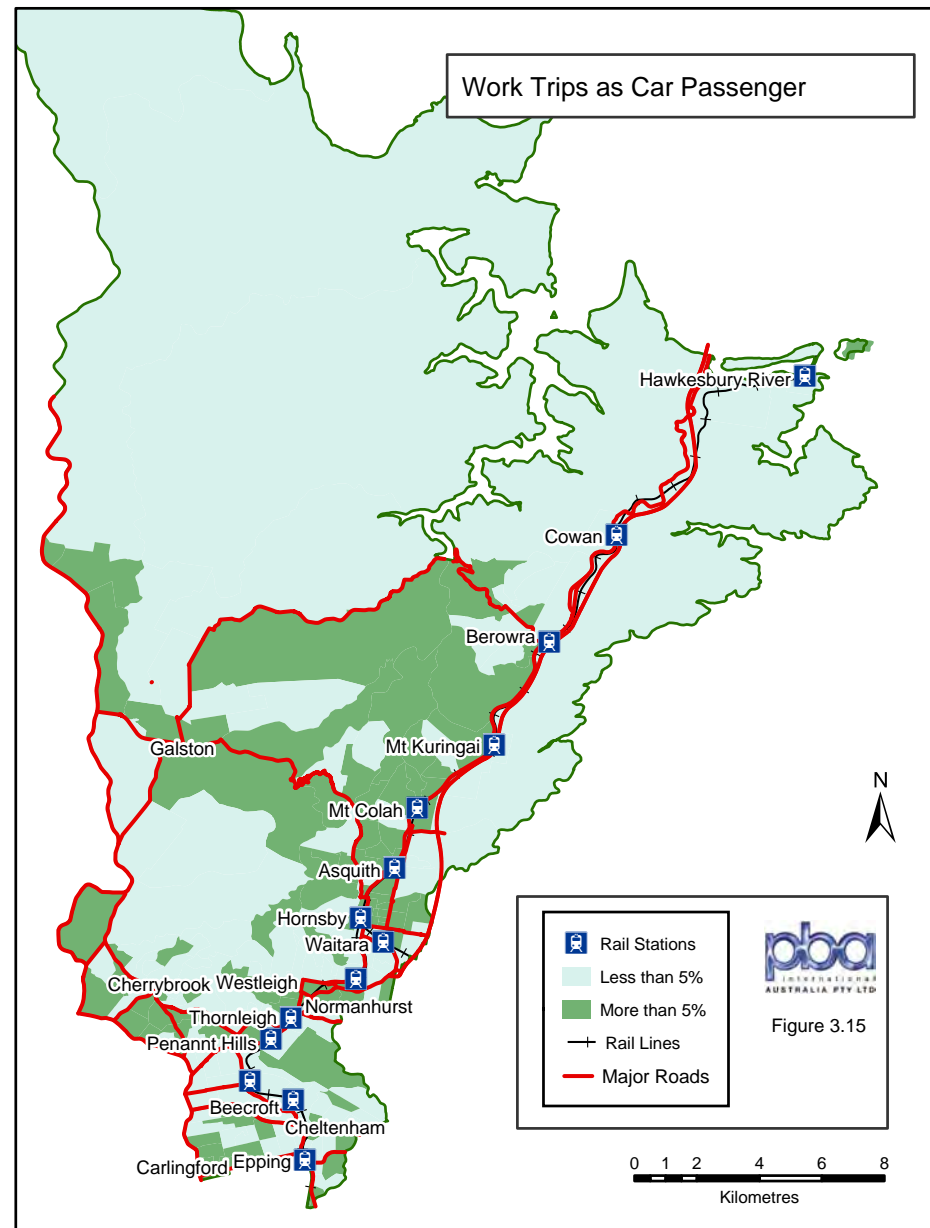 Work Trips as Car Passenger
Hawkesbury River
Cowan
Berowra
Mt Kuringai
Galston
Mt Colah
N
Asquith
Hornsby
Waitara
Cherrybrook
Westleigh
Normanhurst
Thornleigh
Penannt Hills
Beecroft
Cheltenham
Carlingford
Epping
Rail Stations
Less than 5%
More than 5%
Rail Lines
Major Roads
pba
international
AUSTRALIA PTY LTD
Figure 3.15
0 1 2 4 6 8
Kilometres